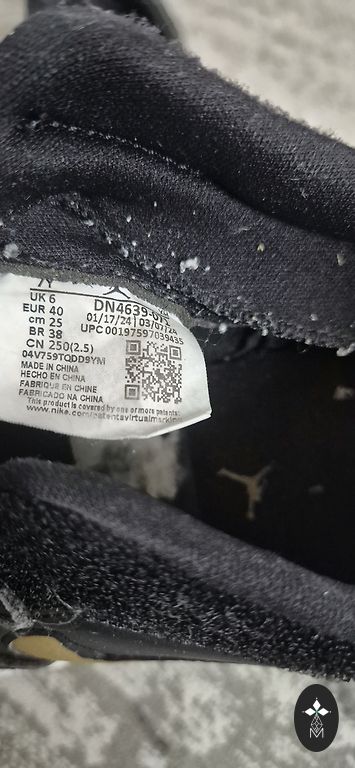 UK 6
EUR 40
cm 25
BR 38
CN 250(2.5)
DN4639-
01/17/24 | 03/07/24
UPC 00197597039435
04V759TQDD9YM
MADE IN CHINA
HECHO EN CHINA
FABRIQUE EN CHINE
FABRICADO NA CHINA
This product is covered by one or more patents.
www.nike.com/patentsvirtualmarking
M